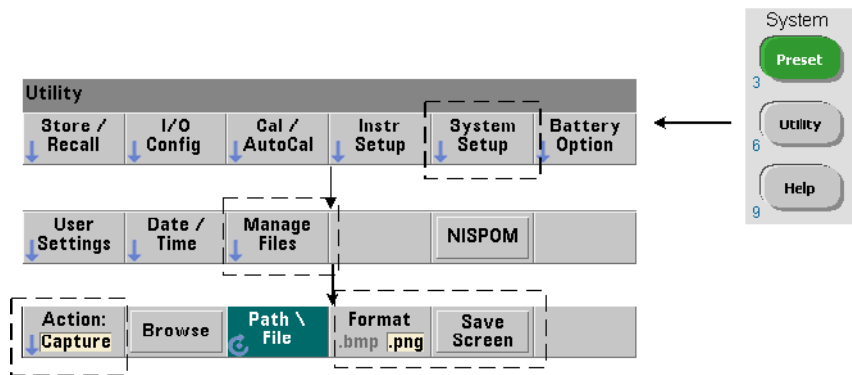 System
Preset
3
Utility
6
Help
9
Utility
Store / Recall
I/O Config
Cal / AutoCal
Instr Setup
System Setup
Battery Option
User Settings
Date / Time
Manage Files
NISPOM
Action: Capture
Browse
Path \ File
Format .bmp .png
Save Screen